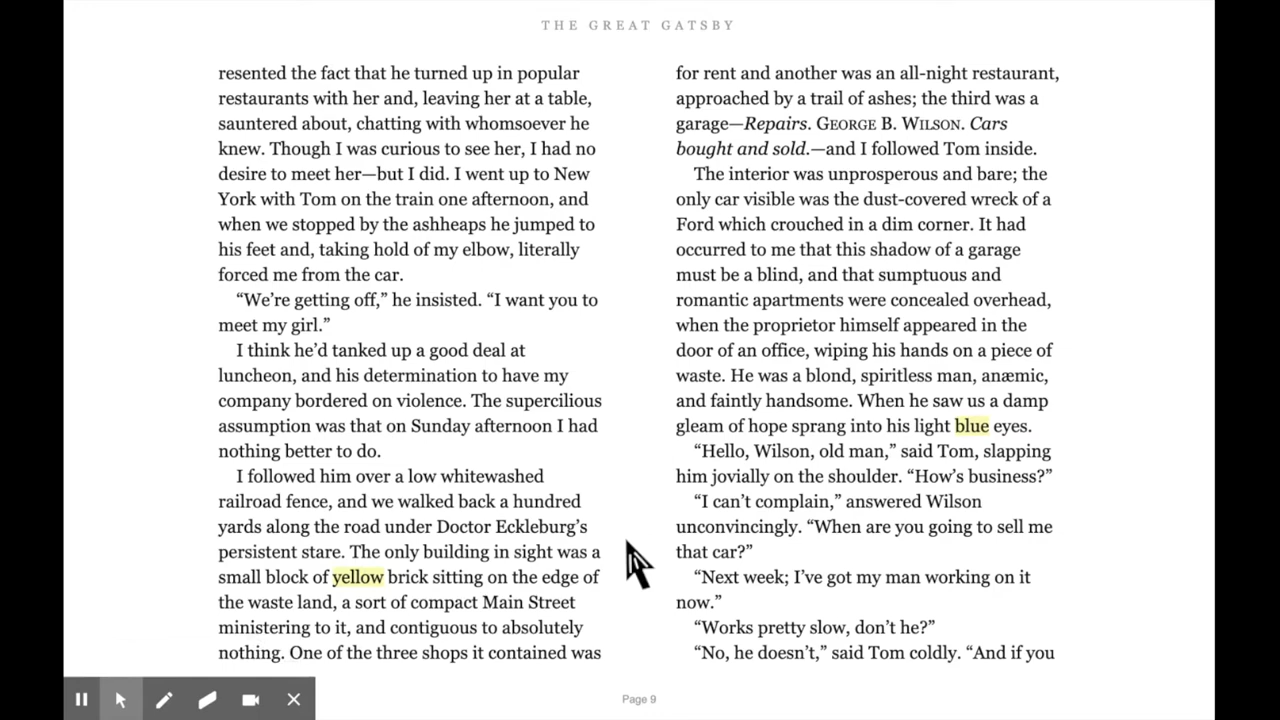 THE GREAT GATSBY
resented the fact that he turned up in popular
restaurants with her and, leaving her at a table,
sauntered about, chatting with whomsoever he
knew. Though I was curious to see her, I had no
desire to meet her—but I did. I went up to New
York with Tom on the train one afternoon, and
when we stopped by the ashheaps he jumped to
his feet and, taking hold of my elbow, literally
forced me from the car.
“We’re getting off,” he insisted. “I want you to
meet my girl.”
I think he’d tanked up a good deal at
luncheon, and his determination to have my
company bordered on violence. The supercilious
assumption was that on Sunday afternoon I had
nothing better to do.
I followed him over a low whitewashed
railroad fence, and we walked back a hundred
yards along the road under Doctor Eckleburg’s
persistent stare. The only building in sight was a
small block of yellow brick sitting on the edge of
the waste land, a sort of compact Main Street
ministering to it, and contiguous to absolutely
nothing. One of the three shops it contained was
for rent and another was an all-night restaurant,
approached by a trail of ashes; the third was a
garage—Repairs. GEORGE B. WILSON. Cars
bought and sold.—and I followed Tom inside.
The interior was unprosperous and bare; the
only car visible was the dust-covered wreck of a
Ford which crouched in a dim corner. It had
occurred to me that this shadow of a garage
must be a blind, and that sumptuous and
romantic apartments were concealed overhead,
when the proprietor himself appeared in the
door of an office, wiping his hands on a piece of
waste. He was a blond, spiritless man, anæmic,
and faintly handsome. When he saw us a damp
gleam of hope sprang into his light blue eyes.
“Hello, Wilson, old man,” said Tom, slapping
him jovially on the shoulder. “How’s business?”
“I can’t complain,” answered Wilson
unconvincingly. “When are you going to sell me
that car?”
“Next week; I’ve got my man working on it
now.”
“Works pretty slow, don’t he?”
“No, he doesn’t,” said Tom coldly. “And if you
Page 9